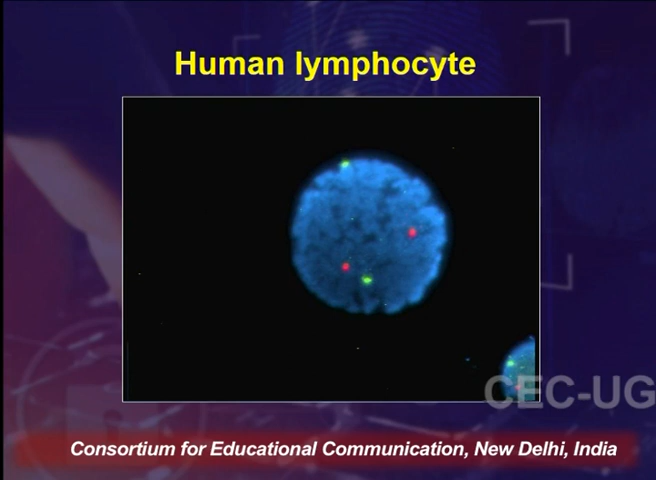 Human lymphocyte
CEC-UG
Consortium for Educational Communication, New Delhi, India